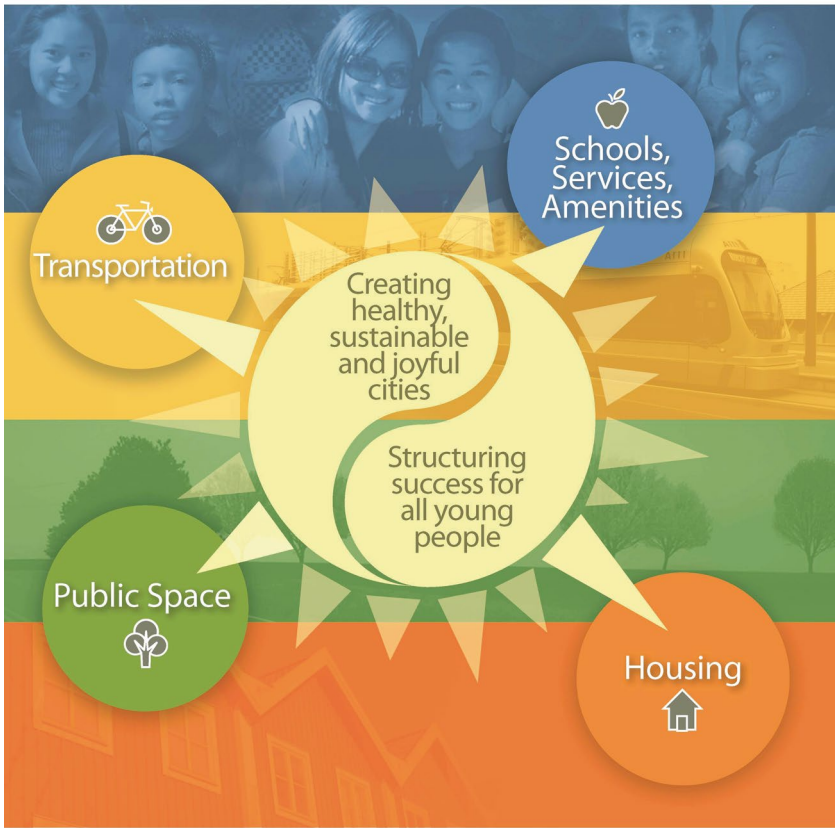 Schools,
Services,
Amenities
Transportation
Creating
healthy,
sustainable
and joyful
cities
Structuring
success for
all young
people
Public Space
Housing